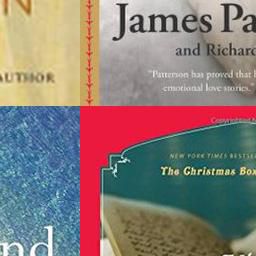 N
James Pa
and Richard
AUTHOR
"Patterson has proved that h
emotional love stories."
Copyrighted
NEW YORK TIMES BESTSE
The Christmas Box
nd